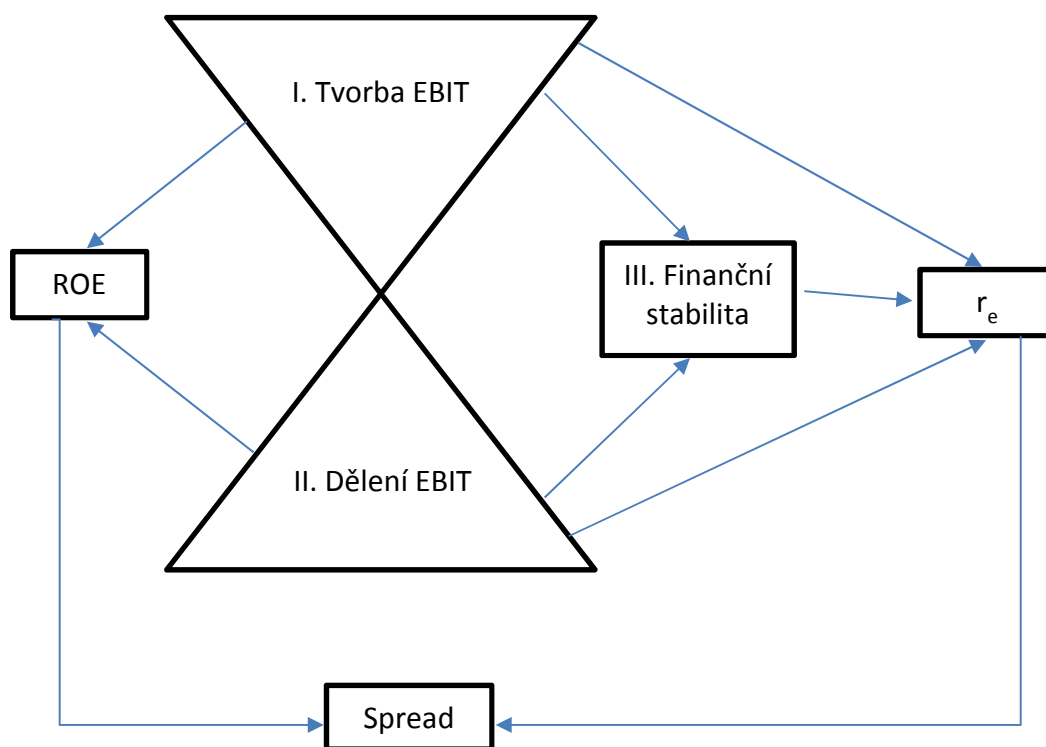 I. Tvorba EBIT
ROE
III. Finanční
stabilita
rₑ
II. Dělení EBIT
Spread